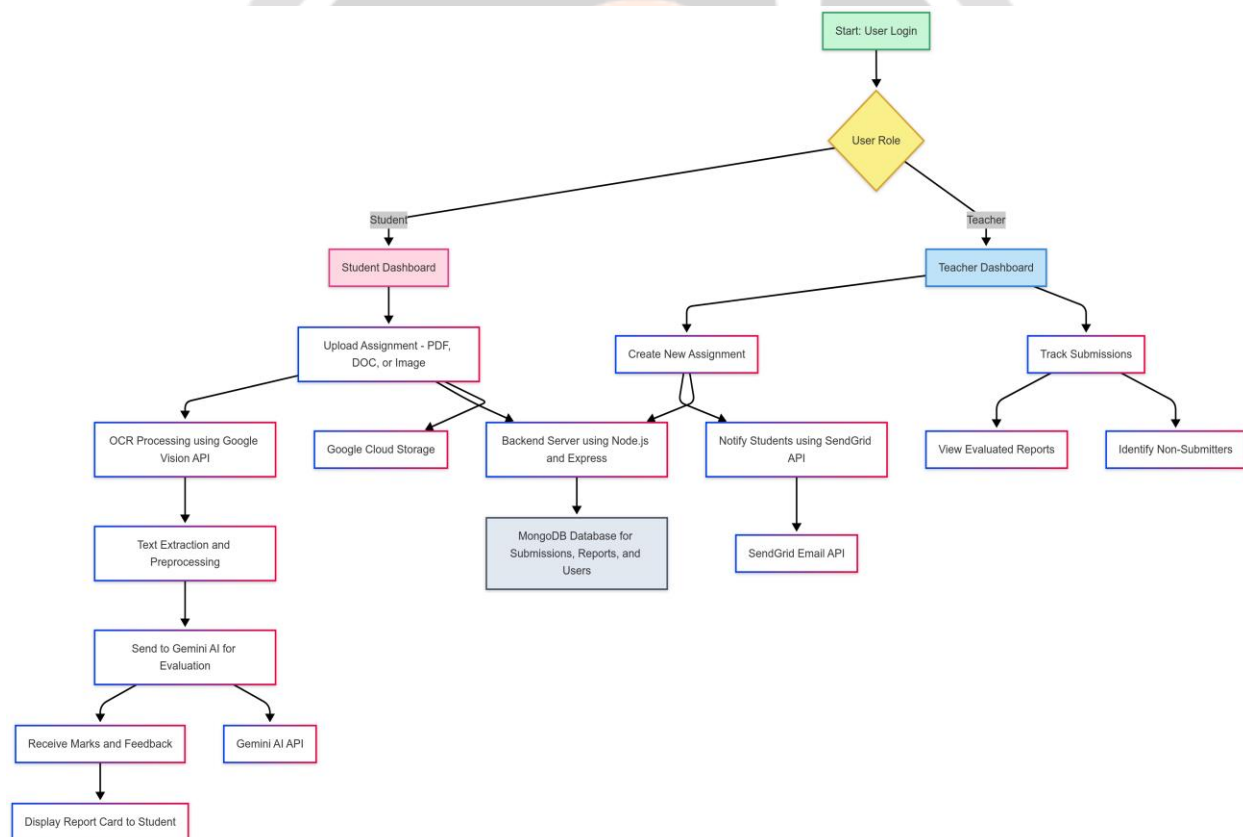 Start: User Login
User Role
Student
Teacher
Student Dashboard
Teacher Dashboard
Upload Assignment - PDF,
DOC, or Image
Create New Assignment
Track Submissions
OCR Processing using Google
Vision API
Google Cloud Storage
Backend Server using Node.js
and Express
Notify Students using SendGrid
API
View Evaluated Reports
Identify Non-Submitters
Text Extraction and
Preprocessing
MongoDB Database for
Submissions, Reports, and
Users
SendGrid Email API
Send to Gemini AI for
Evaluation
Receive Marks and Feedback
Gemini AI API
Display Report Card to Student